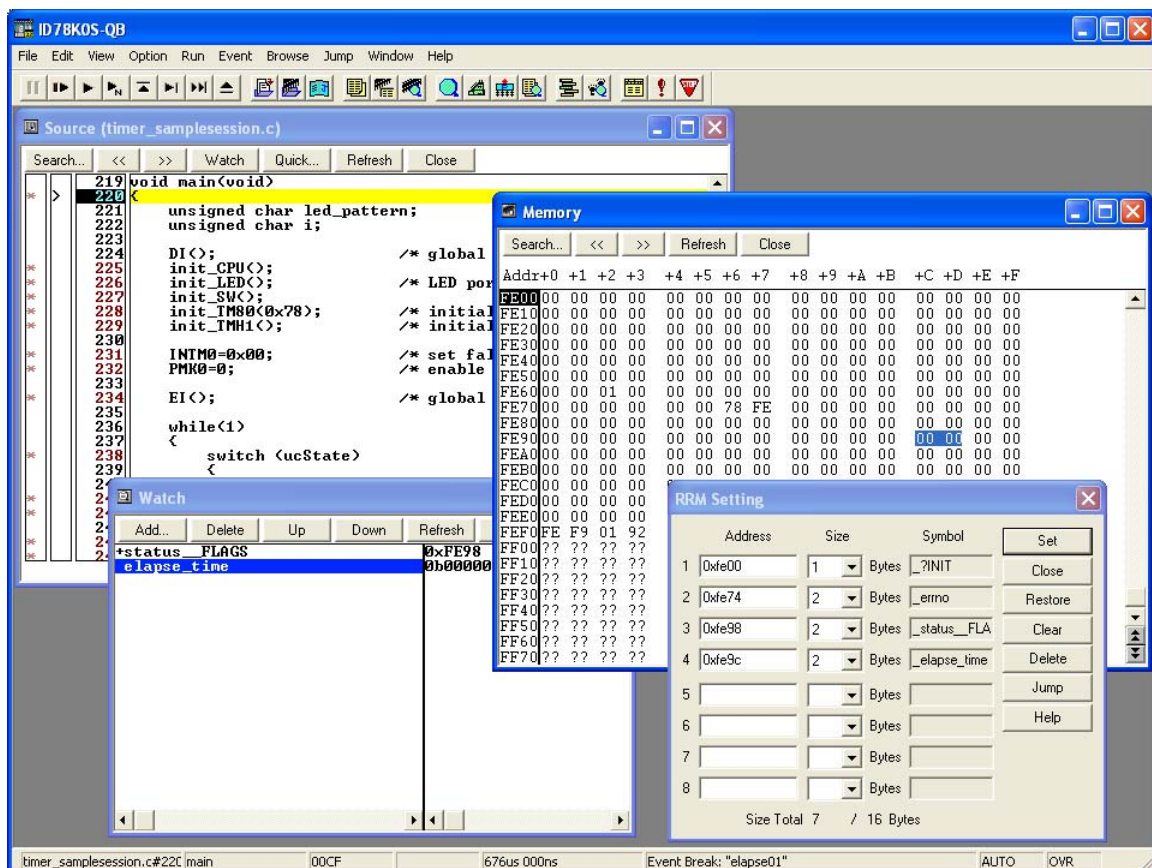 ID78K0S-QB
File Edit View Option Run Event Browse Jump Window Help
Source (timer_samplesession.c)
Search... << >> Watch Quick... Refresh Close
219 void main(void)
220 {
221 unsigned char led_pattern;
222 unsigned char i;
223
224 DI(); /* global
225 init_CPU();
226 init_LED(); /* LED por
227 init_SW();
228 init_TM80(0x78); /* initial
229 init_TMH1(); /* initial
230
231 INTM0=0x00; /* set fal
232 PMK0=0; /* enable
233
234 EI(); /* global
235
236 while(1)
237 {
238 switch (ucState)
239 {
Memory
Search... << >> Refresh Close
Addr +0 +1 +2 +3 +4 +5 +6 +7 +8 +9 +A +B +C +D +E +F
FE00 00 00 00 00 00 00 00 00 00 00 00 00 00 00 00 00
FE10 00 00 00 00 00 00 00 00 00 00 00 00 00 00 00 00
FE20 00 00 00 00 00 00 00 00 00 00 00 00 00 00 00 00
FE30 00 00 00 00 00 00 00 00 00 00 00 00 00 00 00 00
FE40 00 00 00 00 00 00 00 00 00 00 00 00 00 00 00 00
FE50 00 00 00 00 00 00 00 00 00 00 00 00 00 00 00 00
FE60 00 00 01 00 00 00 00 00 00 00 00 00 00 00 00 00
FE70 00 00 00 00 00 00 78 FE 00 00 00 00 00 00 00 00
FE80 00 00 00 00 00 00 00 00 00 00 00 00 00 00 00 00
FE90 00 00 00 00 00 00 00 00 00 00 00 00 00 00 00 00
FEA0 00 00 00 00 00 00 00 00 00 00 00 00 00 00 00 00
FEB0 00 00 00 00 00 00 00 00 00 00 00 00 00 00 00 00
FEC0 00 00 00 00
FED0 00 00 00 00
FEE0 00 00 00 00
FEF0 FE F9 01 92
FF00 ?? ?? ?? ??
FF10 ?? ?? ?? ??
FF20 ?? ?? ?? ??
FF30 ?? ?? ?? ??
FF40 ?? ?? ?? ??
FF50 ?? ?? ?? ??
FF60 ?? ?? ?? ??
FF70 ?? ?? ?? ??
Watch
Add... Delete Up Down Refresh
+status__FLAGS 0xFE98
elapse_time 0b00000
RRM Setting
Address Size Symbol
1 0xfe00 1 Bytes _?INIT
2 0xfe74 2 Bytes _errno
3 0xfe98 2 Bytes _status__FLA
4 0xfe9c 2 Bytes _elapse_time
5 Bytes
6 Bytes
7 Bytes
8 Bytes
Size Total 7 / 16 Bytes
Set
Close
Restore
Clear
Delete
Jump
Help
timer_samplesession.c#220 main 00CF 676us 000ns Event Break: "elapse01" AUTO OVR